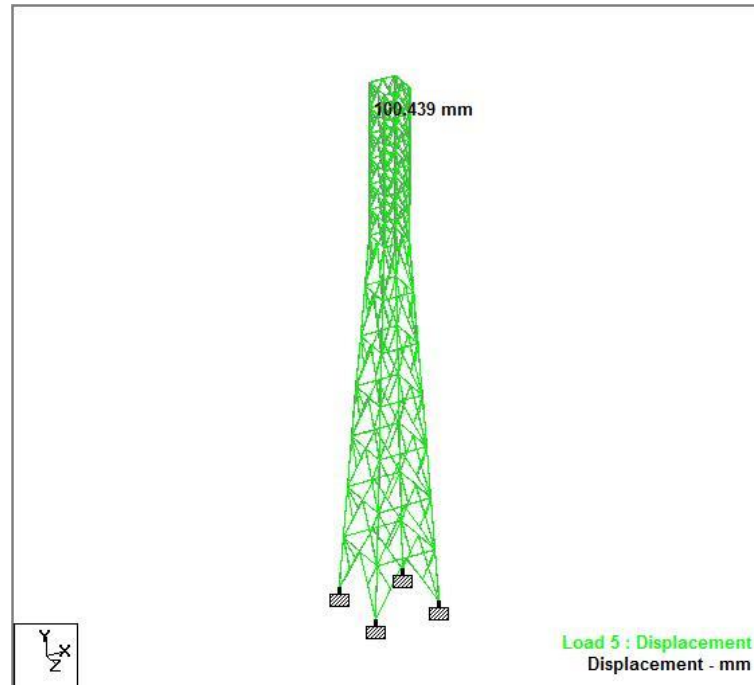 100.439 mm
Y
X
Z
Load 5 : Displacement
Displacement - mm